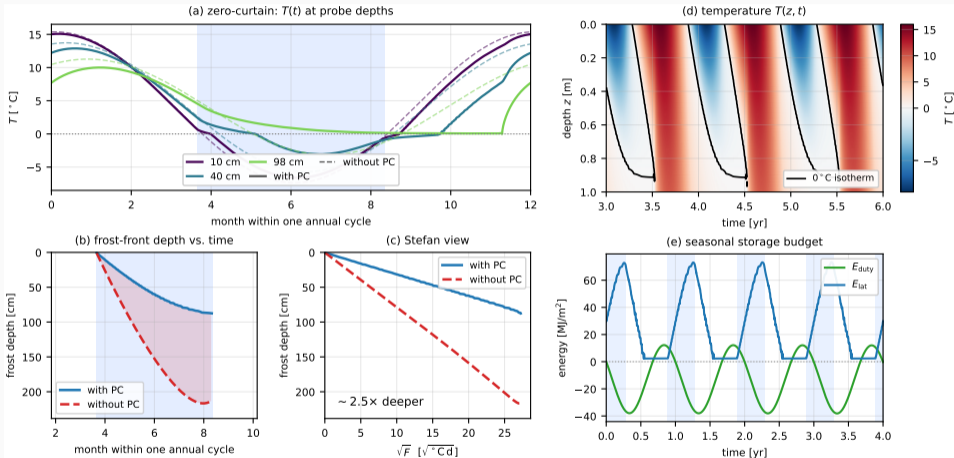 (a) zero-curtain: T(t) at probe depths
15
10
5
0
−5
T [°C]
10 cm
40 cm
98 cm
with PC
without PC
0 2 4 6 8 10 12
month within one annual cycle
(d) temperature T(z, t)
0.0
0.2
0.4
0.6
0.8
1.0
depth z [m]
0°C isotherm
3.0 3.5 4.0 4.5 5.0 5.5 6.0
time [yr]
15
10
5
0
−5
T [°C]
(b) frost-front depth vs. time
0
50
100
150
200
frost depth [cm]
with PC
without PC
2 4 6 8 10
month within one annual cycle
(c) Stefan view
0
50
100
150
200
frost depth [cm]
with PC
without PC
~ 2.5× deeper
0 5 10 15 20 25
√F [√°C d]
(e) seasonal storage budget
60
40
20
0
−20
−40
energy [MJ/m²]
E_duty
E_lat
0.0 0.5 1.0 1.5 2.0 2.5 3.0 3.5 4.0
time [yr]